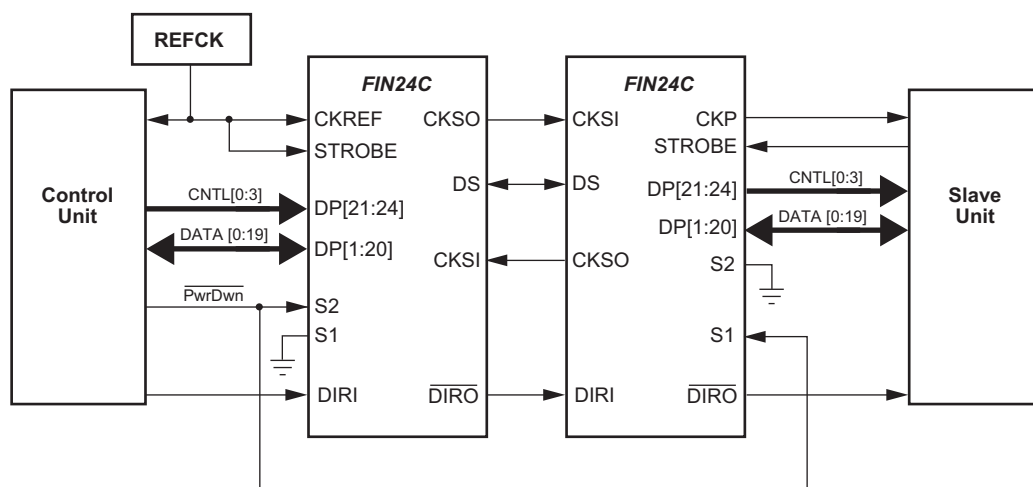 REFCK
FIN24C
FIN24C
CKREF
CKSO
CKSI
CKP
STROBE
STROBE
Control
Unit
CNTL[0:3]
DS
DS
DP[21:24]
CNTL[0:3]
Slave
Unit
DP[21:24]
DATA [0:19]
DP[1:20]
DP[1:20]
DATA [0:19]
CKSI
CKSO
S2
PwrDwn
S2
S1
S1
DIRI
DIRO
DIRI
DIRO